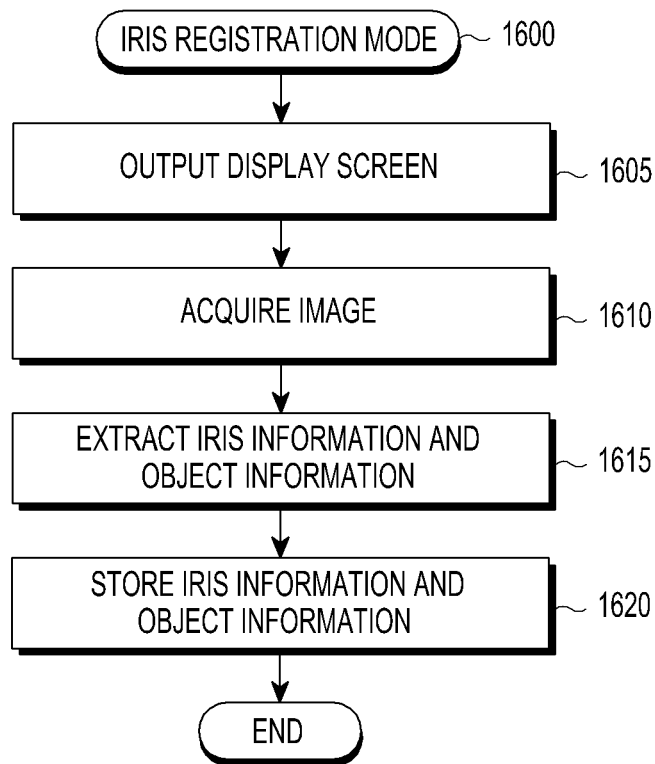 IRIS REGISTRATION MODE
1600
OUTPUT DISPLAY SCREEN
1605
ACQUIRE IMAGE
1610
EXTRACT IRIS INFORMATION AND
OBJECT INFORMATION
1615
STORE IRIS INFORMATION AND
OBJECT INFORMATION
1620
END